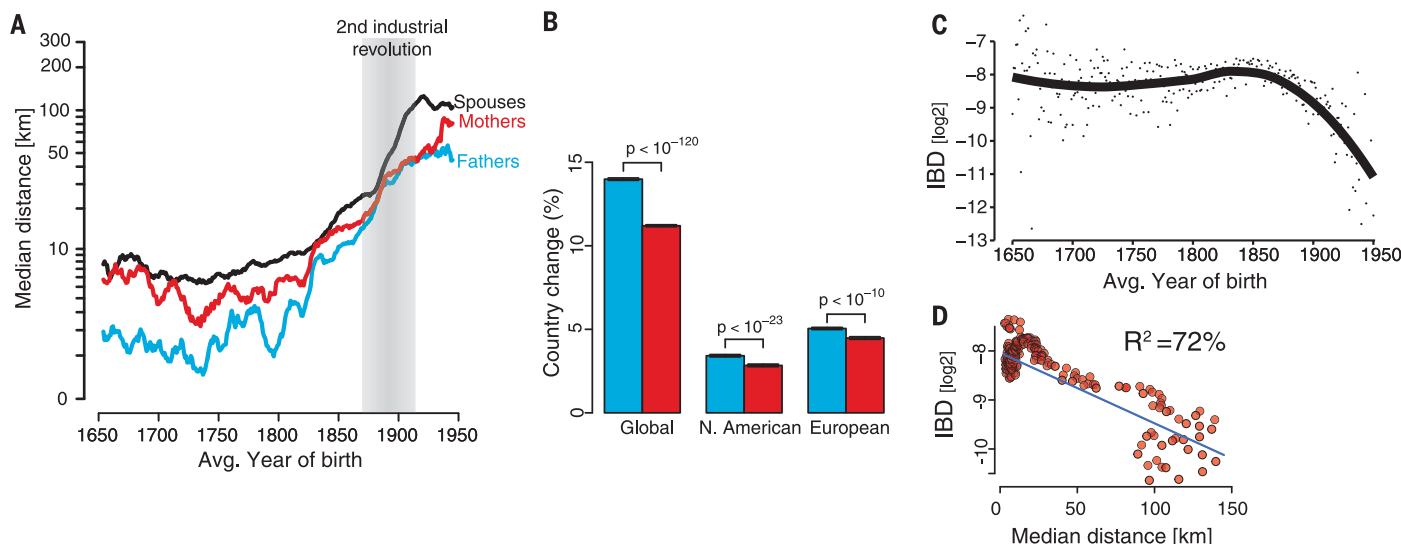 A
2nd industrial
revolution
300
200
100
50
10
0
Median distance [km]
Spouses
Mothers
Fathers
1650
1700
1750
1800
1850
1900
1950
Avg. Year of birth
B
15
10
5
0
Country change (%)
p < 10−120
p < 10−23
p < 10−10
Global
N. American
European
C
−7
−8
−9
−10
−11
−12
−13
IBD [log2]
1650
1700
1750
1800
1850
1900
1950
Avg. Year of birth
D
R2 =72%
-8
-9
-10
IBD [log2]
0
50
100
150
Median distance [km]